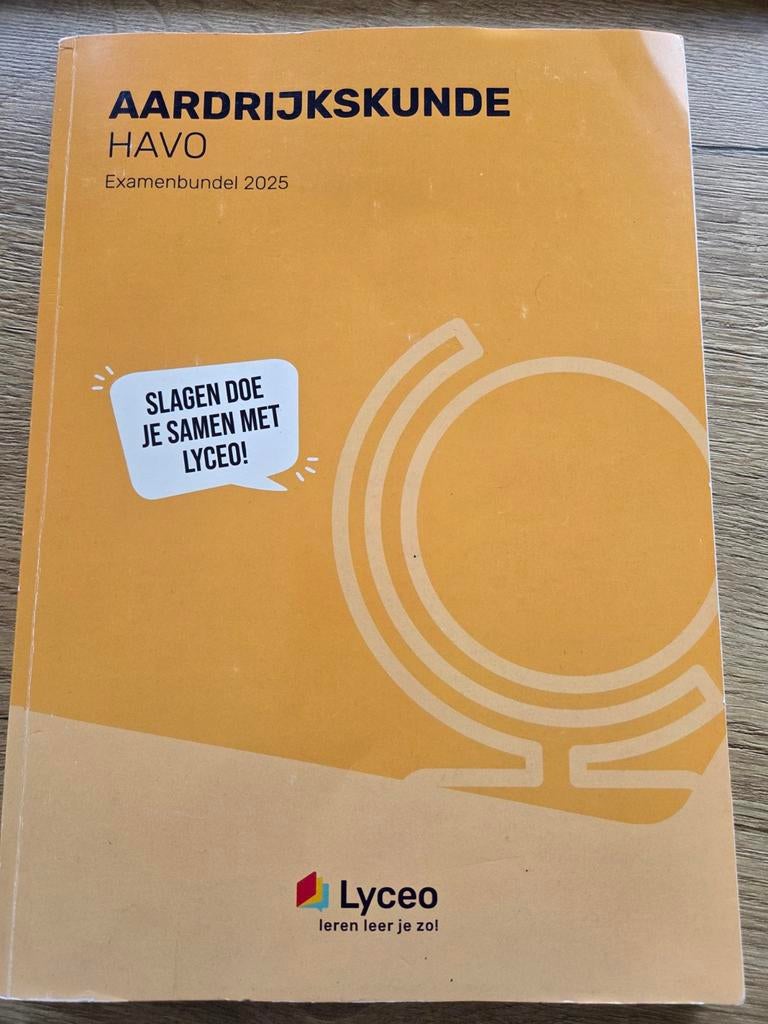 AARDRIJKSKUNDE
HAVO
Examenbundel 2025
SLAGEN DOE
JE SAMEN MET
LYCEO!
Lyceo
leren leer je zo!